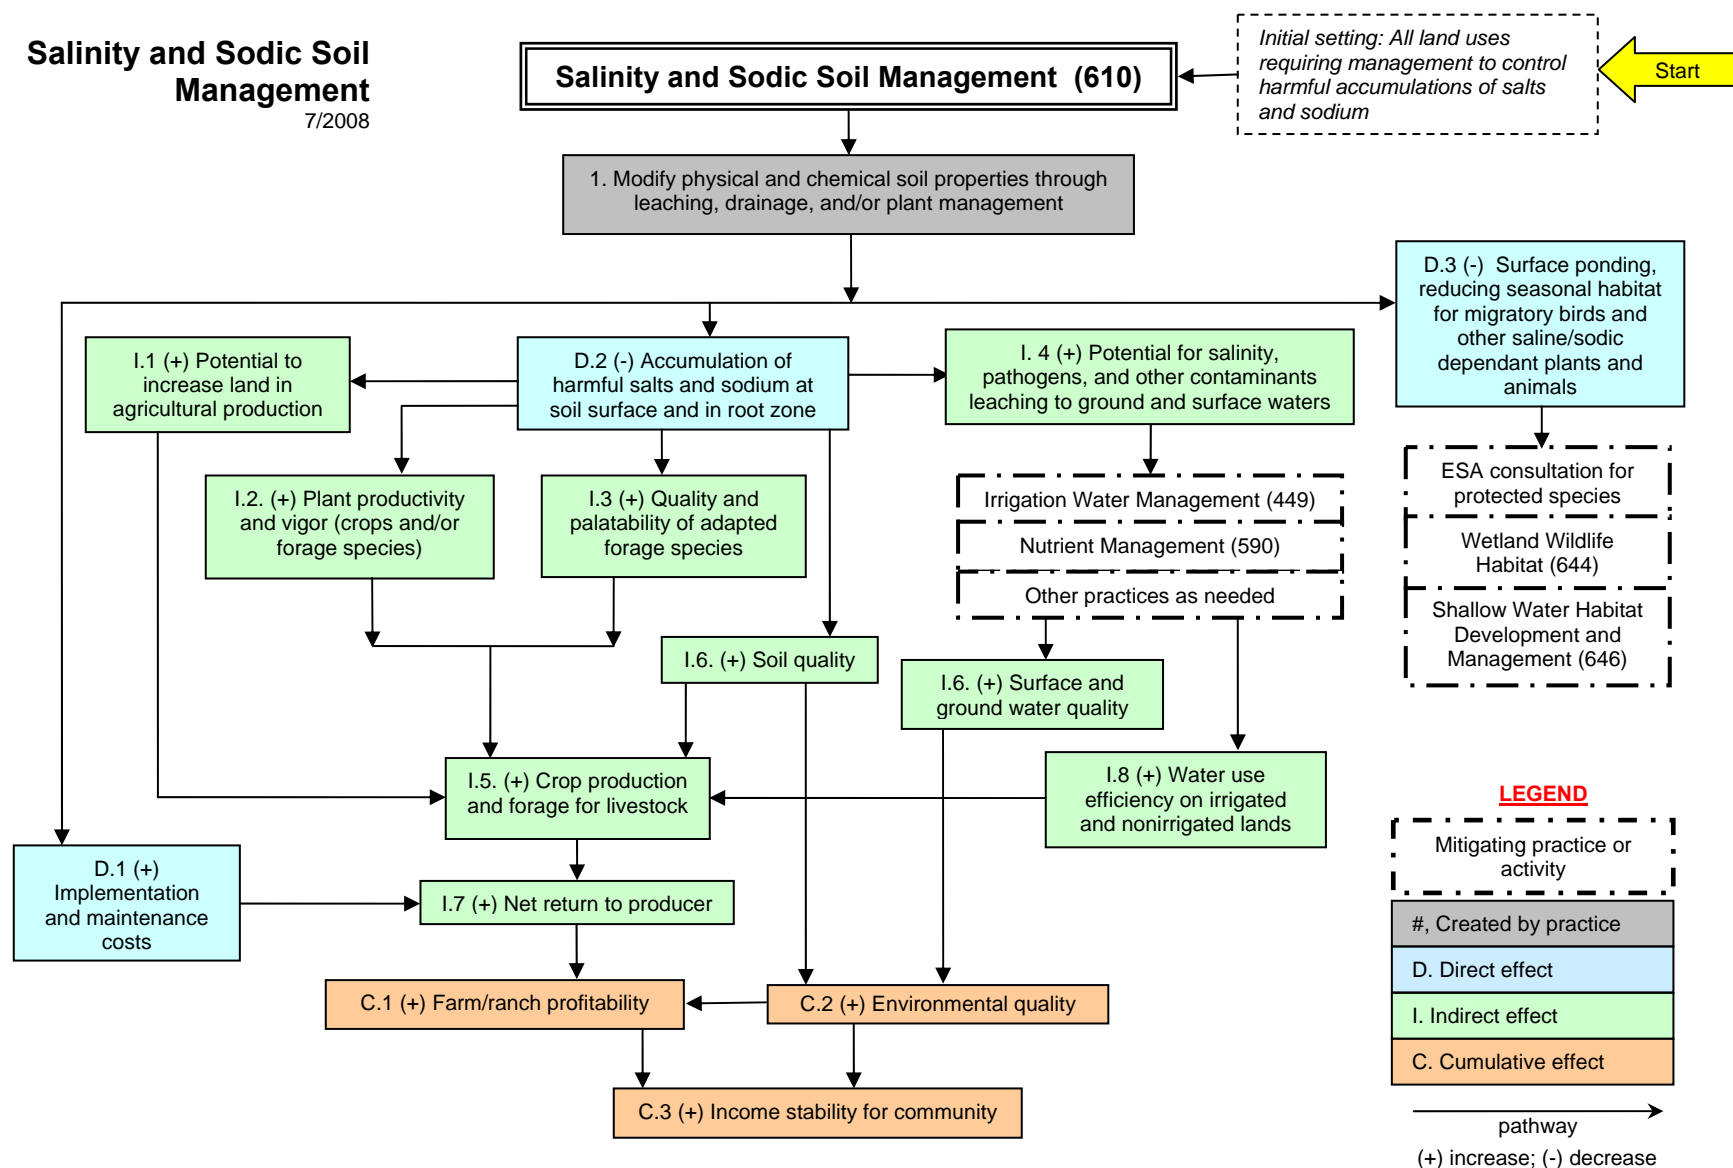 Salinity and Sodic Soil
Management
7/2008
Salinity and Sodic Soil Management  (610)
Initial setting: All land uses
requiring management to control
harmful accumulations of salts
and sodium
Start
1. Modify physical and chemical soil properties through
leaching, drainage, and/or plant management
D.3 (-)  Surface ponding,
reducing seasonal habitat
for migratory birds and
other saline/sodic
dependant plants and
animals
I.1 (+) Potential to
increase land in
agricultural production
D.2 (-) Accumulation of
harmful salts and sodium at
soil surface and in root zone
I. 4 (+) Potential for salinity,
pathogens, and other contaminants
leaching to ground and surface waters
I.2. (+) Plant productivity
and vigor (crops and/or
forage species)
I.3 (+) Quality and
palatability of adapted
forage species
Irrigation Water Management (449)
Nutrient Management (590)
Other practices as needed
ESA consultation for
protected species
Wetland Wildlife
Habitat (644)
Shallow Water Habitat
Development and
Management (646)
I.6. (+) Soil quality
I.6. (+) Surface and
ground water quality
I.5. (+) Crop production
and forage for livestock
I.8 (+) Water use
efficiency on irrigated
and nonirrigated lands
D.1 (+)
Implementation
and maintenance
costs
I.7 (+) Net return to producer
C.1 (+) Farm/ranch profitability
C.2 (+) Environmental quality
C.3 (+) Income stability for community
LEGEND
Mitigating practice or
activity
#, Created by practice
D. Direct effect
I. Indirect effect
C. Cumulative effect
pathway
(+) increase; (-) decrease